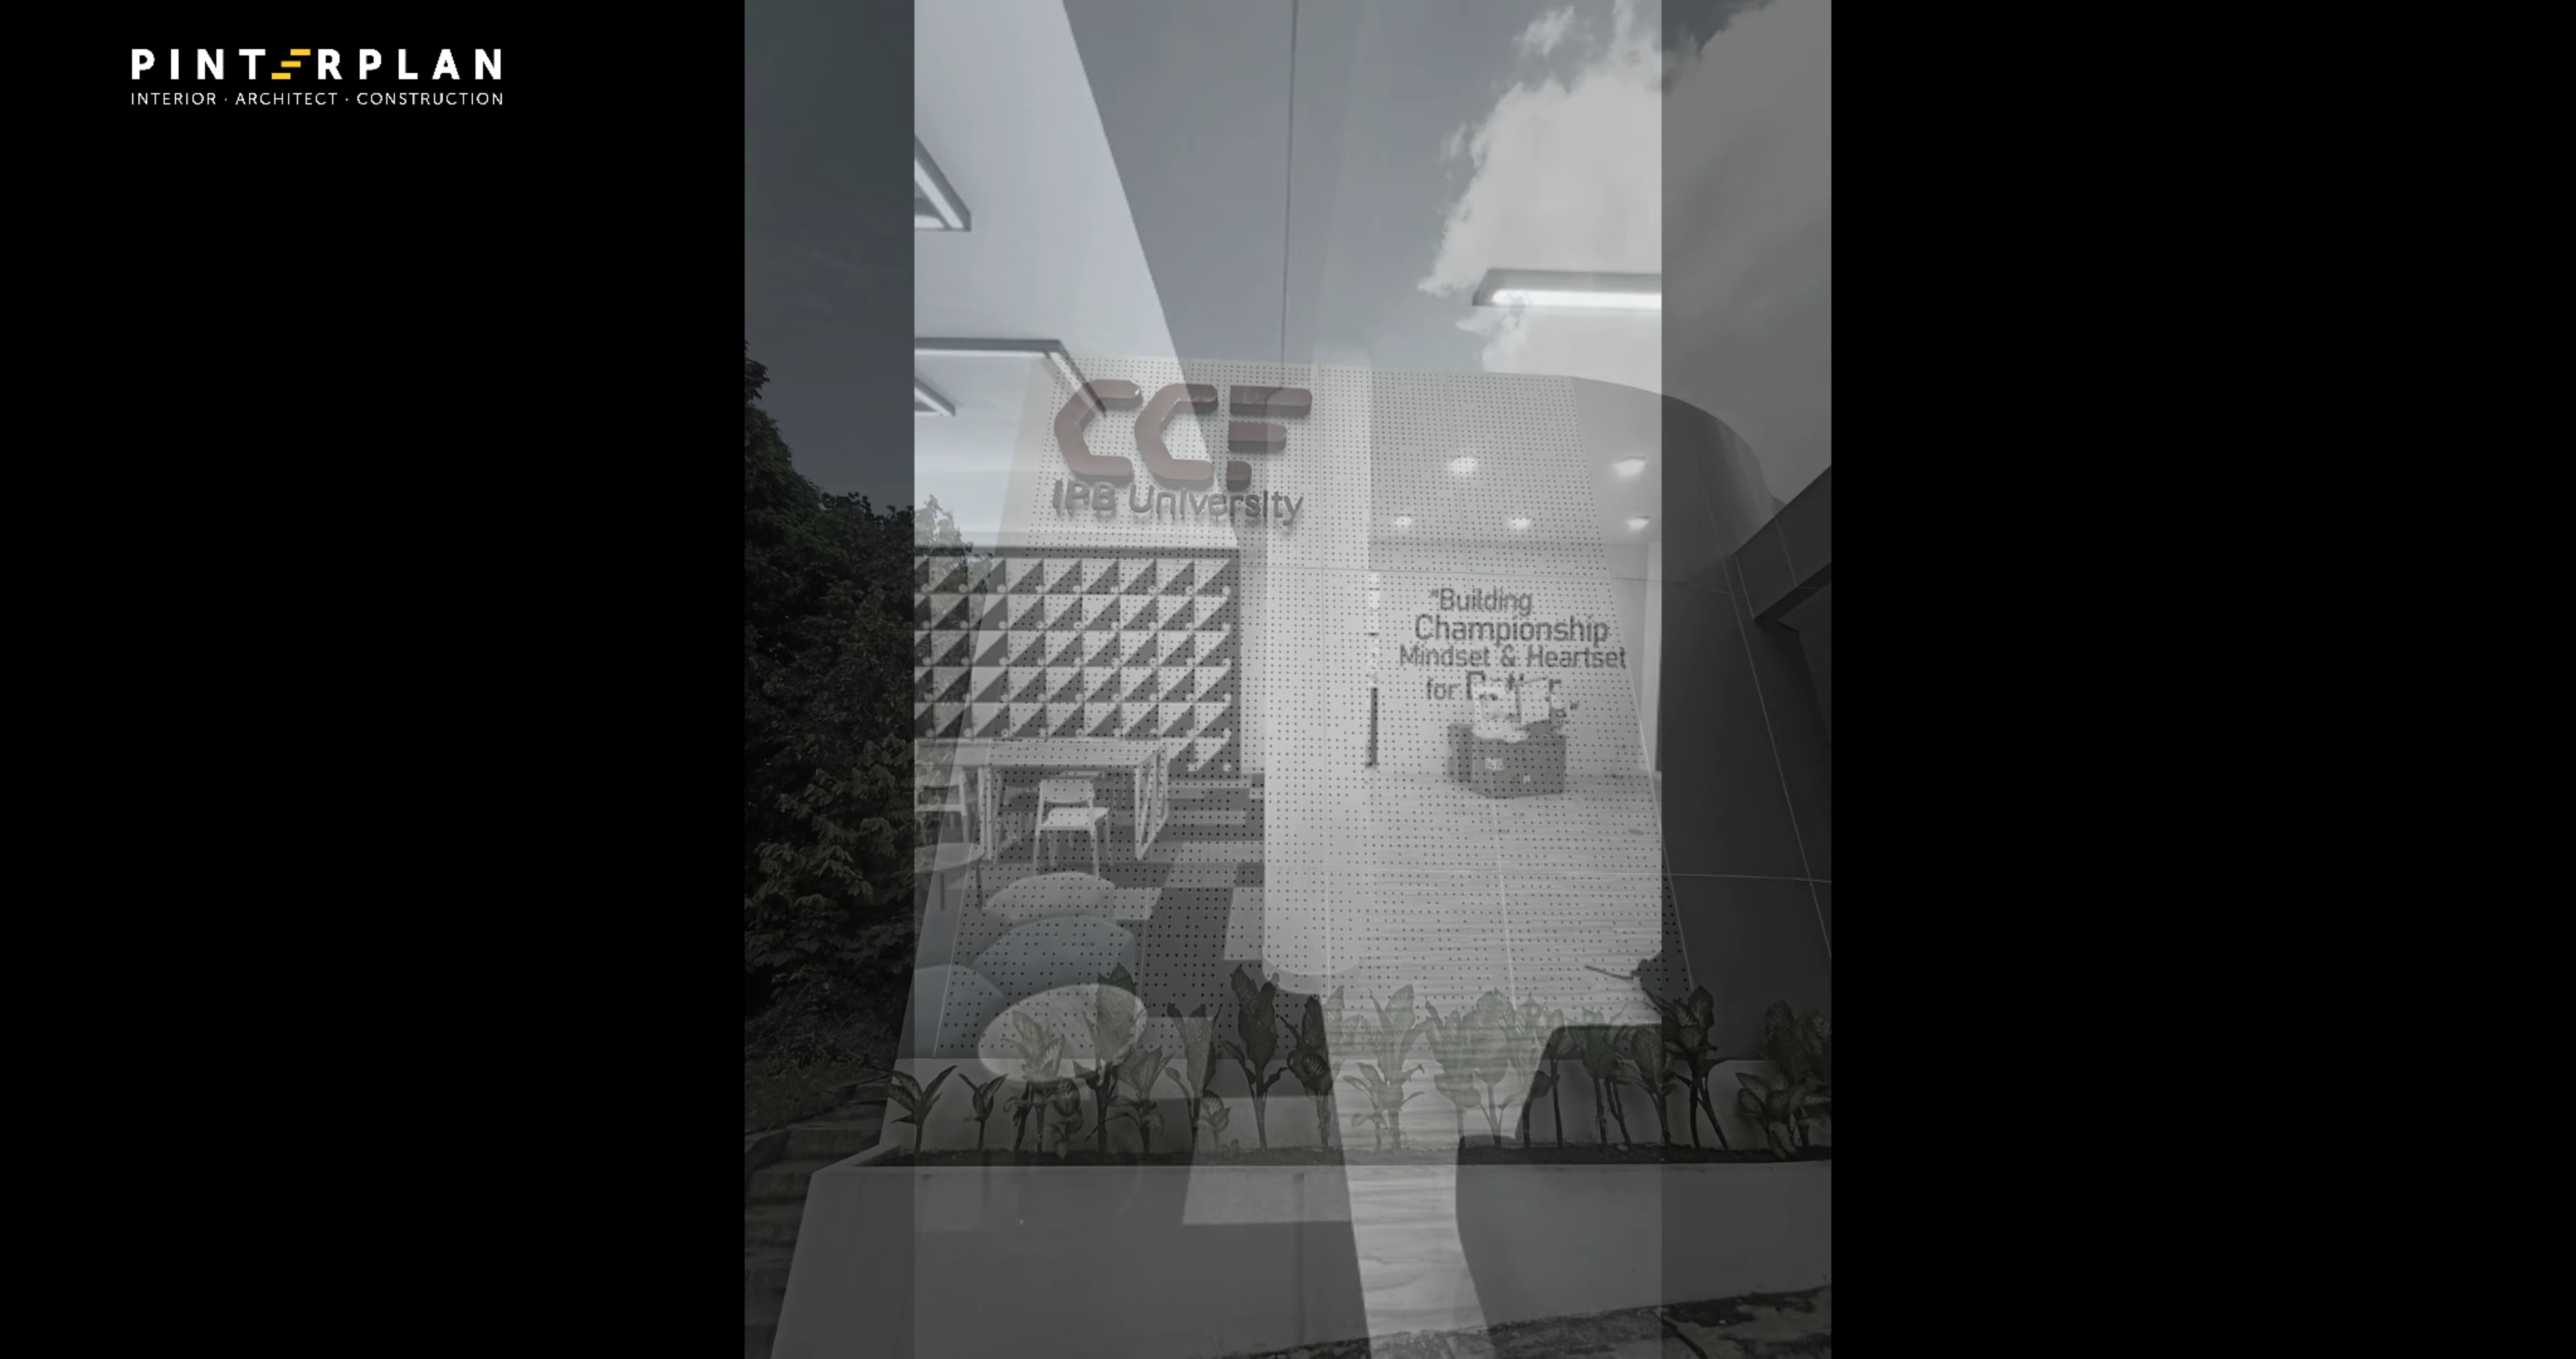 PINTERPLAN
INTERIOR · ARCHITECT · CONSTRUCTION
CCF
IPB University
"Building
Championship
Mindset & Heartset
for